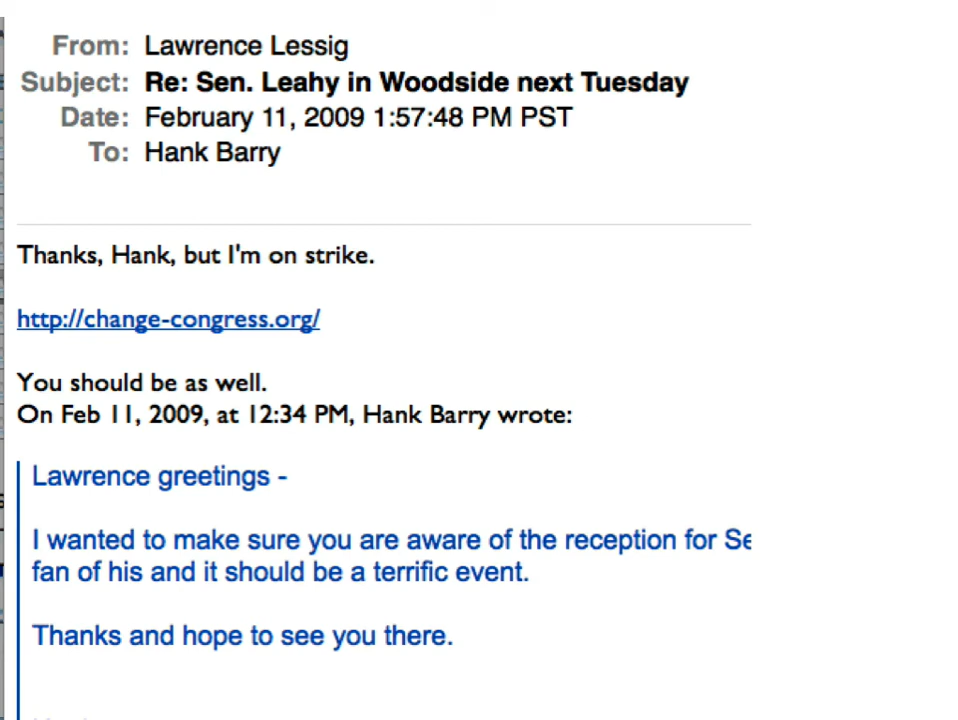 From: Lawrence Lessig
Subject: Re: Sen. Leahy in Woodside next Tuesday
Date: February 11, 2009 1:57:48 PM PST
To: Hank Barry
Thanks, Hank, but I'm on strike.
http://change-congress.org/
You should be as well.
On Feb 11, 2009, at 12:34 PM, Hank Barry wrote:
Lawrence greetings -
I wanted to make sure you are aware of the reception for
fan of his and it should be a terrific event.
Thanks and hope to see you there.